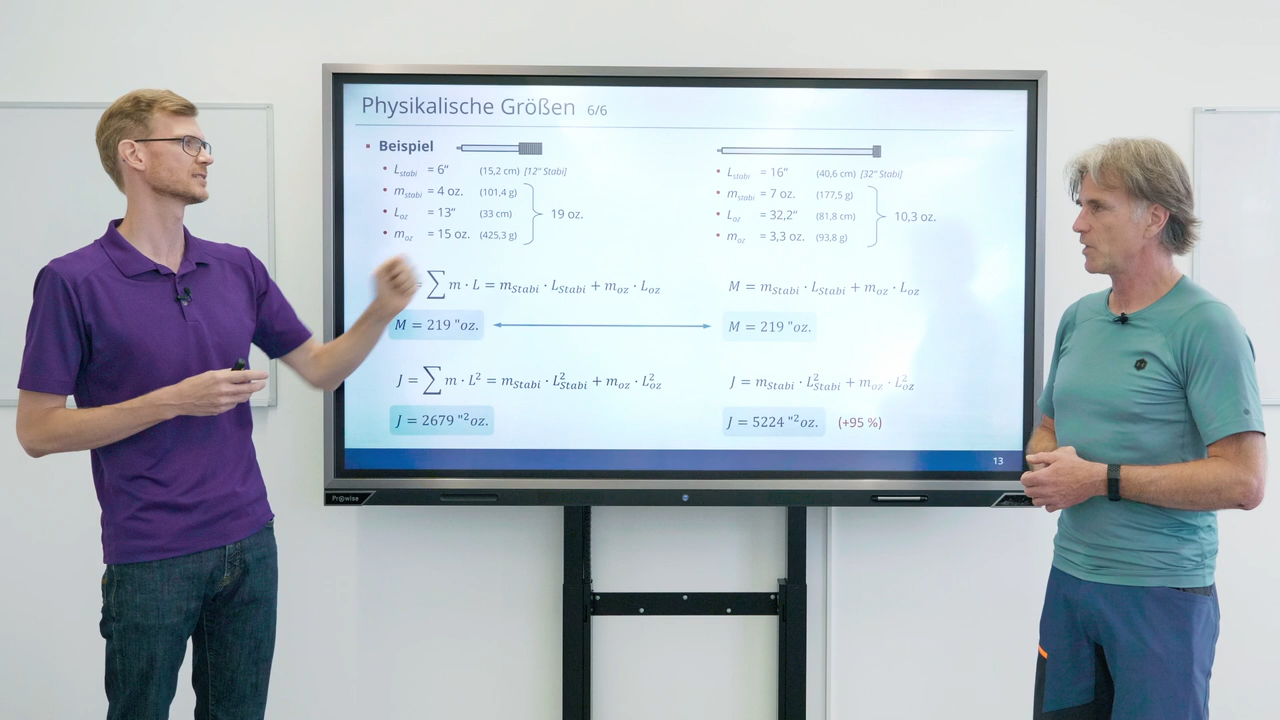 Physikalische Größen 6/6
Beispiel
L_Stabi = 6“ (15,2 cm) [12“ Stabi]
m_Stabi = 4 oz. (101,4 g)
L_oz = 13“ (33 cm)
m_oz = 15 oz. (425,3 g)
19 oz.
∑ m · L = m_Stabi · L_Stabi + m_oz · L_oz
M = 219 "oz.
J = ∑ m · L² = m_Stabi · L²_Stabi + m_oz · L²_oz
J = 2679 "²oz.
L_Stabi = 16“ (40,6 cm) [32“ Stabi]
m_Stabi = 7 oz. (177,5 g)
L_oz = 32,2“ (81,8 cm)
m_oz = 3,3 oz. (93,8 g)
10,3 oz.
M = m_Stabi · L_Stabi + m_oz · L_oz
M = 219 "oz.
J = m_Stabi · L²_Stabi + m_oz · L²_oz
J = 5224 "²oz. (+95 %)
13
Prowise